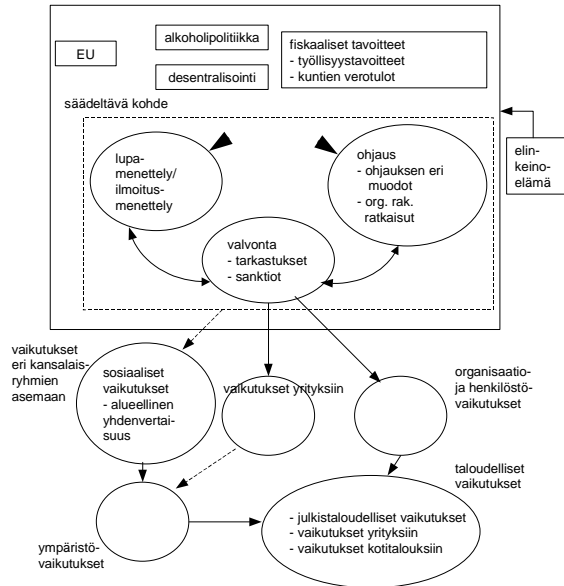 EU
alkoholipolitiikka
desentralisointi
fiskaaliset tavoitteet
- työllisyystavoitteet
- kuntien verotulot
säädeltävä kohde
elin-
keino-
elämä
lupa-
menettely/
ilmoitus-
menettely
ohjaus
- ohjauksen eri
muodot
- org. rak.
ratkaisut
valvonta
- tarkastukset
- sanktiot
vaikutukset
eri kansalais-
ryhmien
asemaan
sosiaaliset
vaikutukset
- alueellinen
yhdenvertai-
suus
vaikutukset yrityksiin
organisaatio-
ja henkilöstö-
vaikutukset
taloudelliset
vaikutukset
- julkistaloudelliset vaikutukset
- vaikutukset yrityksiin
- vaikutukset kotitalouksiin
ympäristö-
vaikutukset